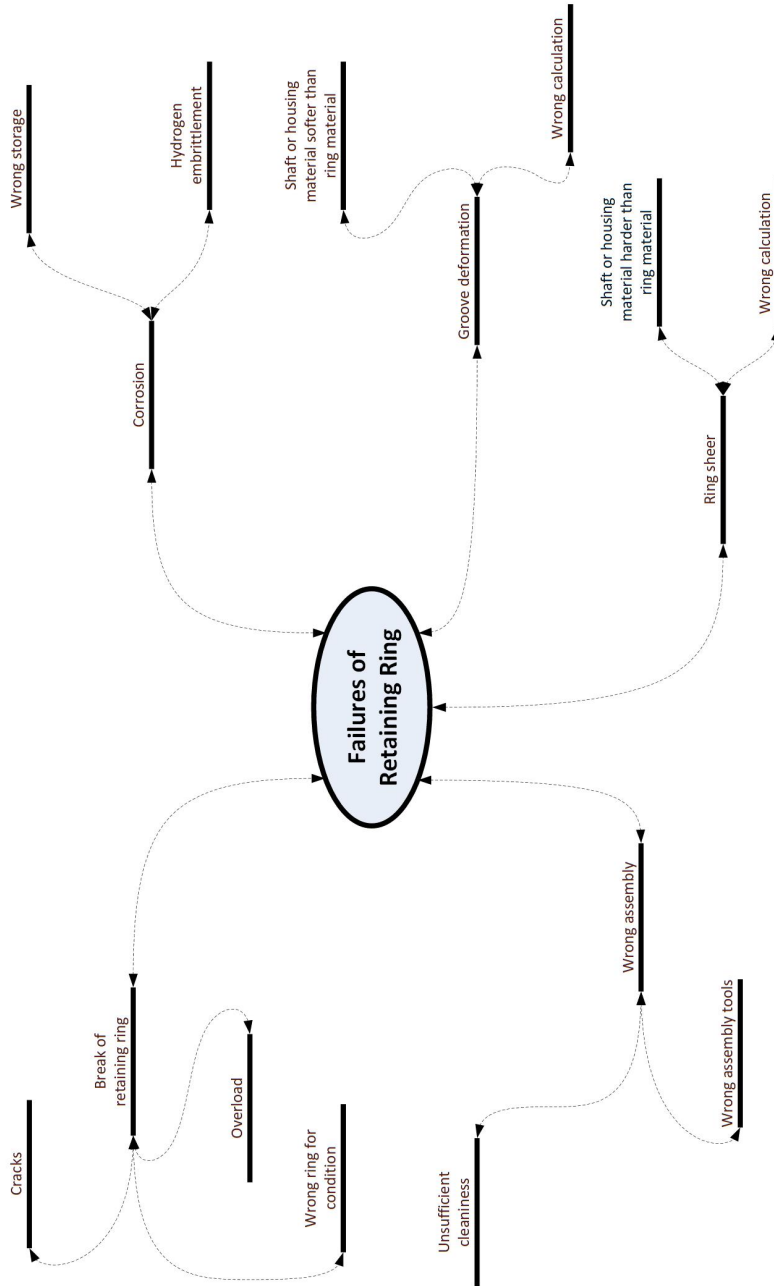 Cracks
Break of
retaining ring
Overload
Wrong ring for
condition
Unsufficient
cleaniness
Wrong assembly
Wrong assembly tools
Failures of
Retaining Ring
Wrong storage
Corrosion
Hydrogen
embrittlement
Shaft or housing
material softer than
ring material
Groove deformation
Wrong calculation
Shaft or housing
material harder than
ring material
Ring sheer
Wrong calculation